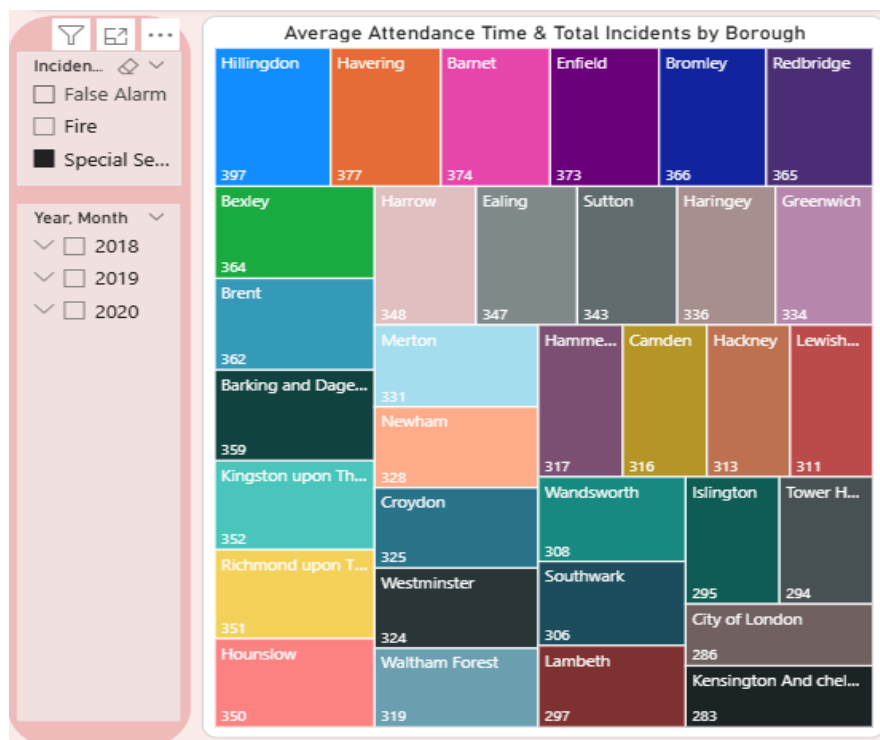 Average Attendance Time & Total Incidents by Borough
Inciden...
False Alarm
Fire
Special Se...
Year, Month
2018
2019
2020
Hillingdon
397
Havering
377
Barnet
374
Enfield
373
Bromley
366
Redbridge
365
Bexley
364
Brent
362
Barking and Dage...
359
Kingston upon Th...
352
Richmond upon T...
351
Hounslow
350
Harrow
348
Ealing
347
Sutton
343
Haringey
336
Greenwich
334
Merton
331
Newham
328
Croydon
325
Westminster
324
Waltham Forest
319
Hamme...
317
Camden
316
Hackney
313
Lewish...
311
Wandsworth
308
Southwark
306
Lambeth
297
Islington
295
Tower H...
294
City of London
286
Kensington And chel...
283